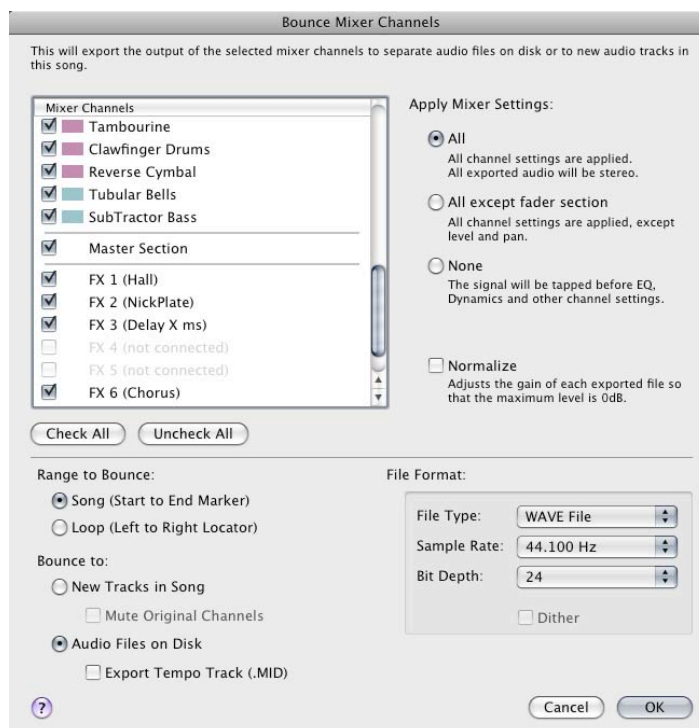 Bounce Mixer Channels
This will export the output of the selected mixer channels to separate audio files on disk or to new audio tracks in
this song.
Mixer Channels
Tambourine
Clawfinger Drums
Reverse Cymbal
Tubular Bells
SubTractor Bass
Master Section
FX 1 (Hall)
FX 2 (NickPlate)
FX 3 (Delay X ms)
FX 4 (not connected)
FX 5 (not connected)
FX 6 (Chorus)
Check All
Uncheck All
Apply Mixer Settings:
All
All channel settings are applied.
All exported audio will be stereo.
All except fader section
All channel settings are applied, except
level and pan.
None
The signal will be tapped before EQ,
Dynamics and other channel settings.
Normalize
Adjusts the gain of each exported file so
that the maximum level is 0dB.
Range to Bounce:
Song (Start to End Marker)
Loop (Left to Right Locator)
Bounce to:
New Tracks in Song
Mute Original Channels
Audio Files on Disk
Export Tempo Track (.MID)
File Format:
File Type: WAVE File
Sample Rate: 44.100 Hz
Bit Depth: 24
Dither
?
Cancel
OK